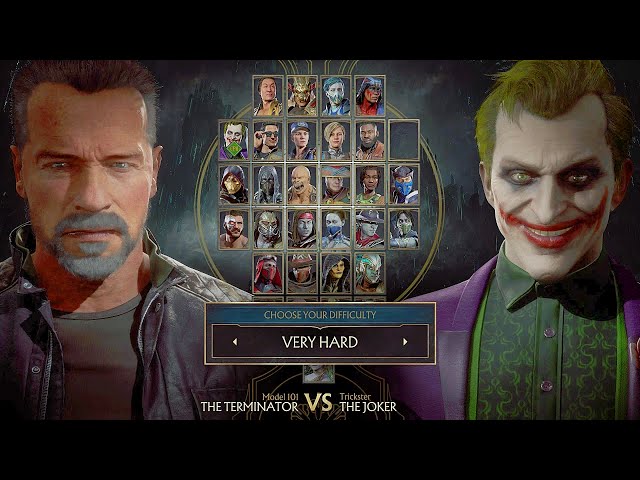 CHOOSE YOUR DIFFICULTY
VERY HARD
Model 101 Trickster
THE TERMINATOR VS THE JOKER